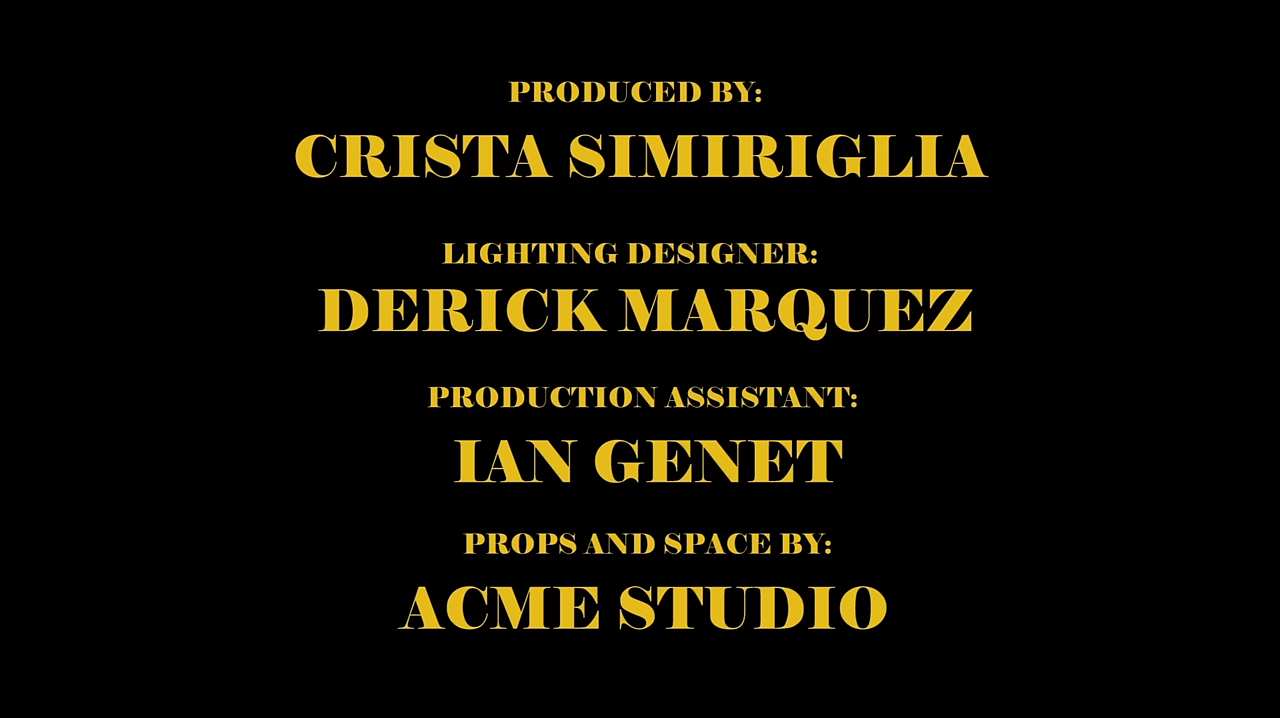 PRODUCED BY:
CRISTA SIMIRIGLIA
LIGHTING DESIGNER:
DERICK MARQUEZ
PRODUCTION ASSISTANT:
IAN GENET
PROPS AND SPACE BY:
ACME STUDIO